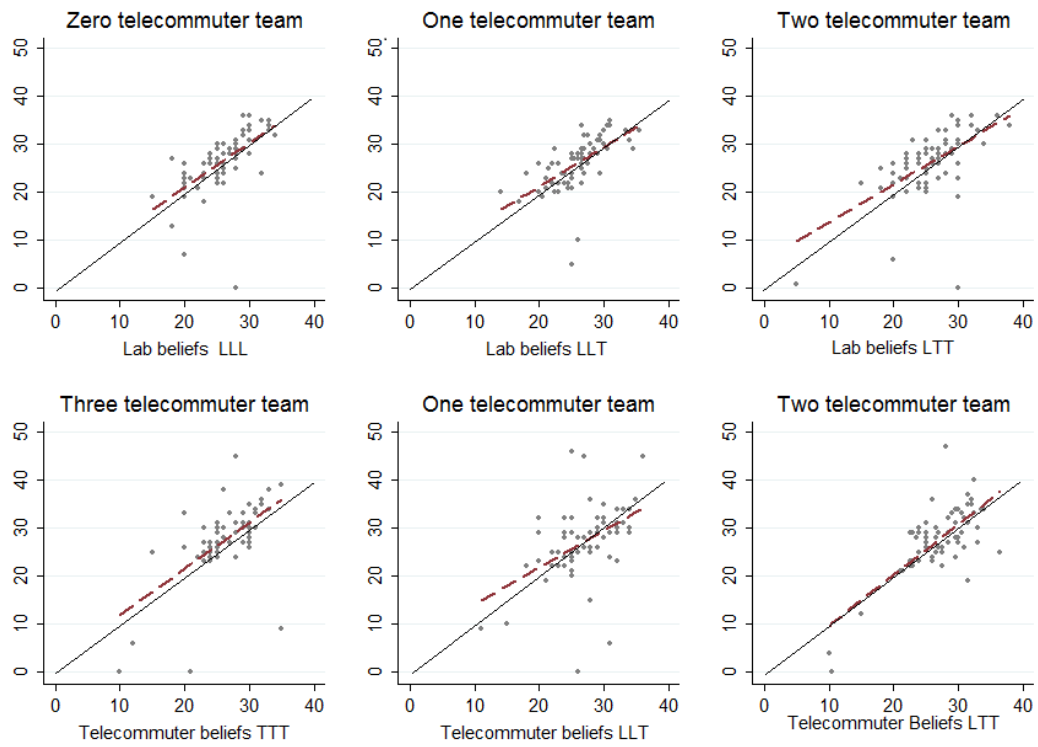 Zero telecommuter team
One telecommuter team
Two telecommuter team
50
40
30
20
10
0
0 10 20 30 40
Lab beliefs LLL
50
40
30
20
10
0
0 10 20 30 40
Lab beliefs LLT
50
40
30
20
10
0
0 10 20 30 40
Lab beliefs LTT
Three telecommuter team
One telecommuter team
Two telecommuter team
50
40
30
20
10
0
0 10 20 30 40
Telecommuter beliefs TTT
50
40
30
20
10
0
0 10 20 30 40
Telecommuter beliefs LLT
50
40
30
20
10
0
0 10 20 30 40
Telecommuter Beliefs LTT